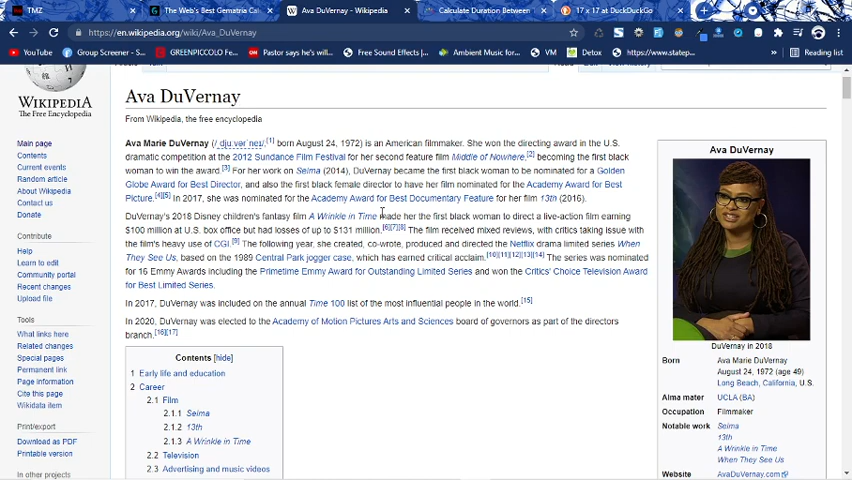 TMZ
The Web's Best Gematria Cal
Ava DuVernay - Wikipedia
Calculate Duration Between
17 x 17 at DuckDuckGo
https://en.wikipedia.org/wiki/Ava_DuVernay
YouTube
Group Screener - S...
GREENPICCOLO Fe...
Pastor says he's will...
Free Sound Effects|...
Ambient Music for...
VM
Detox
https://www.statep...
Reading list
WIKIPEDIA
The Free Encyclopedia
Main page
Contents
Current events
Random article
About Wikipedia
Contact us
Donate
Contribute
Help
Learn to edit
Community portal
Recent changes
Upload file
Tools
What links here
Related changes
Special pages
Permanent link
Page information
Cite this page
Wikidata item
Print/export
Download as PDF
Printable version
In other projects
Ava DuVernay
From Wikipedia, the free encyclopedia
Ava Marie DuVernay (/ˌdjuːvərˈneɪ/;[1] born August 24, 1972) is an American filmmaker. She won the directing award in the U.S.
dramatic competition at the 2012 Sundance Film Festival for her second feature film Middle of Nowhere,[2] becoming the first black
woman to win the award.[3] For her work on Selma (2014), DuVernay became the first black woman to be nominated for a Golden
Globe Award for Best Director, and also the first black female director to have her film nominated for the Academy Award for Best
Picture.[4][5] In 2017, she was nominated for the Academy Award for Best Documentary Feature for her film 13th (2016).
DuVernay's 2018 Disney children's fantasy film A Wrinkle in Time made her the first black woman to direct a live-action film earning
$100 million at U.S. box office but had losses of up to $131 million.[6][7][8] The film received mixed reviews, with critics taking issue with
the film's heavy use of CGI.[9] The following year, she created, co-wrote, produced and directed the Netflix drama limited series When
They See Us, based on the 1989 Central Park jogger case, which has earned critical acclaim.[10][11][12][13][14] The series was nominated
for 16 Emmy Awards including the Primetime Emmy Award for Outstanding Limited Series and won the Critics' Choice Television Award
for Best Limited Series.
In 2017, DuVernay was included on the annual Time 100 list of the most influential people in the world.[15]
In 2020, DuVernay was elected to the Academy of Motion Pictures Arts and Sciences board of governors as part of the directors
branch.[16][17]
Contents [hide]
1 Early life and education
2 Career
2.1 Film
2.1.1 Selma
2.1.2 13th
2.1.3 A Wrinkle in Time
2.2 Television
2.3 Advertising and music videos
Ava DuVernay
DuVernay in 2018
Born Ava Marie DuVernay
August 24, 1972 (age 49)
Long Beach, California, U.S.
Alma mater UCLA (BA)
Occupation Filmmaker
Notable work Selma
13th
A Wrinkle in Time
When They See Us
Website AvaDuVernay.com